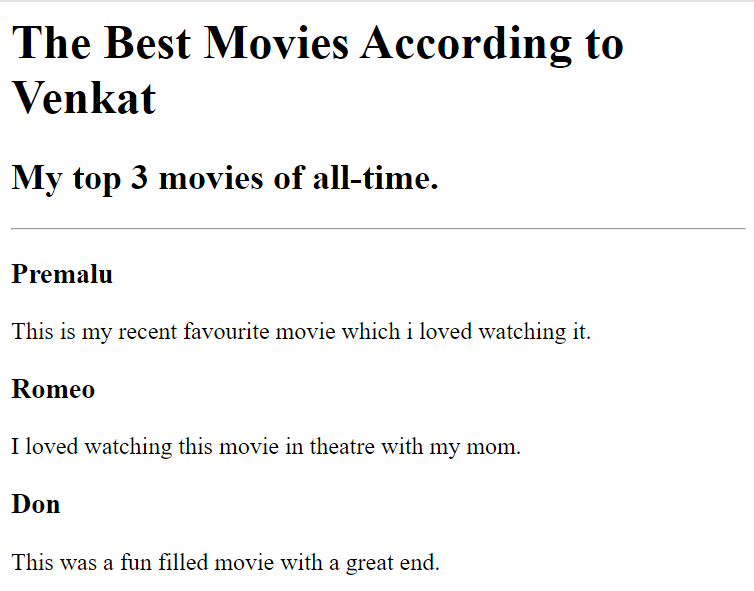 The Best Movies According to
Venkat
My top 3 movies of all-time.
Premalu
This is my recent favourite movie which i loved watching it.
Romeo
I loved watching this movie in theatre with my mom.
Don
This was a fun filled movie with a great end.